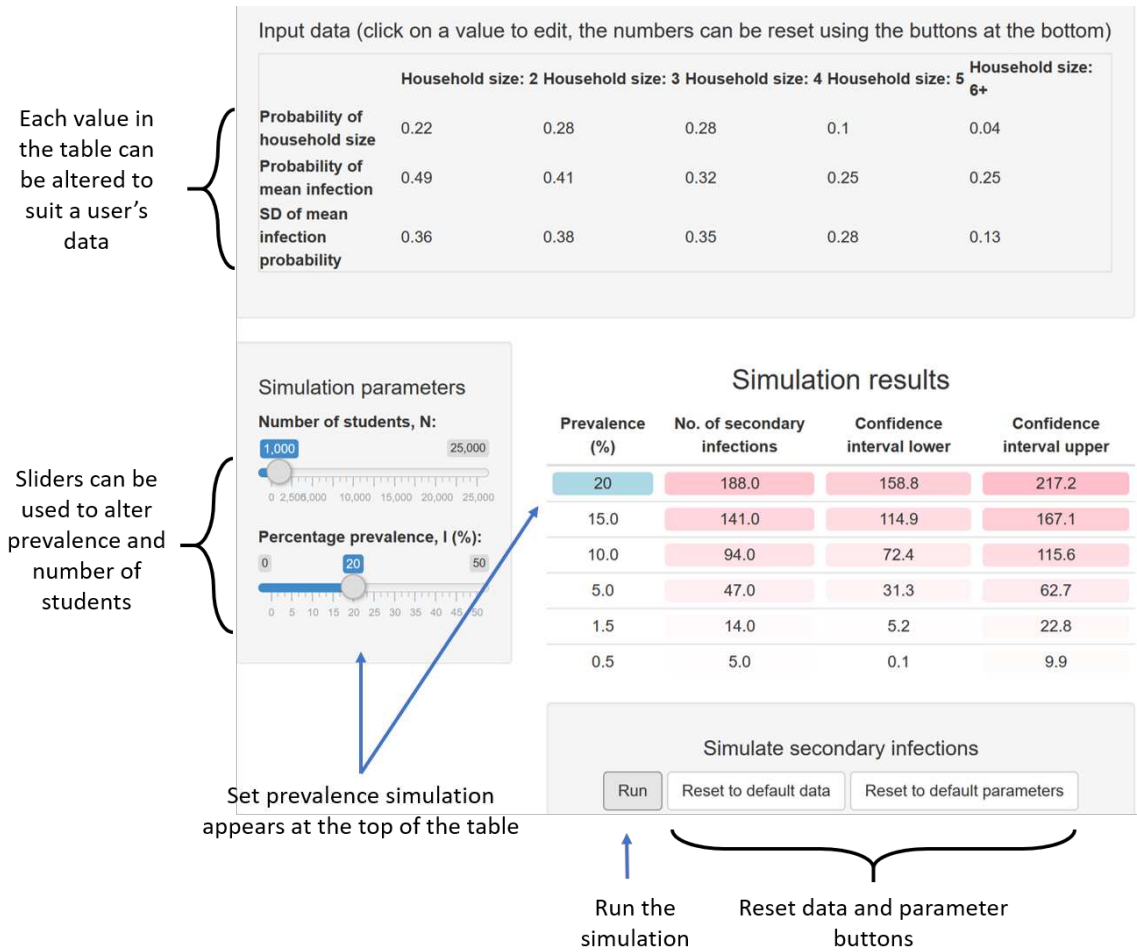 Input data (click on a value to edit, the numbers can be reset using the buttons at the bottom)
Household size: 2 Household size: 3 Household size: 4 Household size: 5 Household size: 6+
Probability of household size 0.22 0.28 0.28 0.1 0.04
Probability of mean infection 0.49 0.41 0.32 0.25 0.25
SD of mean infection probability 0.36 0.38 0.35 0.28 0.13
Each value in
the table can
be altered to
suit a user’s
data
Simulation parameters
Number of students, N:
1,000 25,000
0 2,500 5,000 10,000 15,000 20,000 25,000
Percentage prevalence, I (%):
0 20 50
0 5 10 15 20 25 30 35 40 45 50
Sliders can be
used to alter
prevalence and
number of
students
Simulation results
Prevalence (%) No. of secondary infections Confidence interval lower Confidence interval upper
20 188.0 158.8 217.2
15.0 141.0 114.9 167.1
10.0 94.0 72.4 115.6
5.0 47.0 31.3 62.7
1.5 14.0 5.2 22.8
0.5 5.0 0.1 9.9
Simulate secondary infections
Run Reset to default data Reset to default parameters
Set prevalence simulation
appears at the top of the table
Run the
simulation
Reset data and parameter
buttons